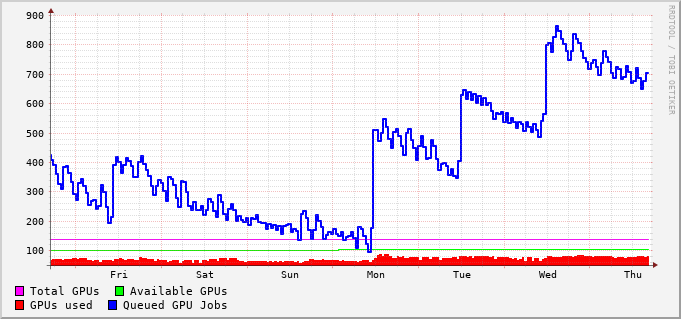 900
800
700
600
500
400
300
200
100
Fri Sat Sun Mon Tue Wed Thu
Total GPUs Available GPUs
GPUs used Queued GPU Jobs
RRDTOOL / TOBI OETIKER